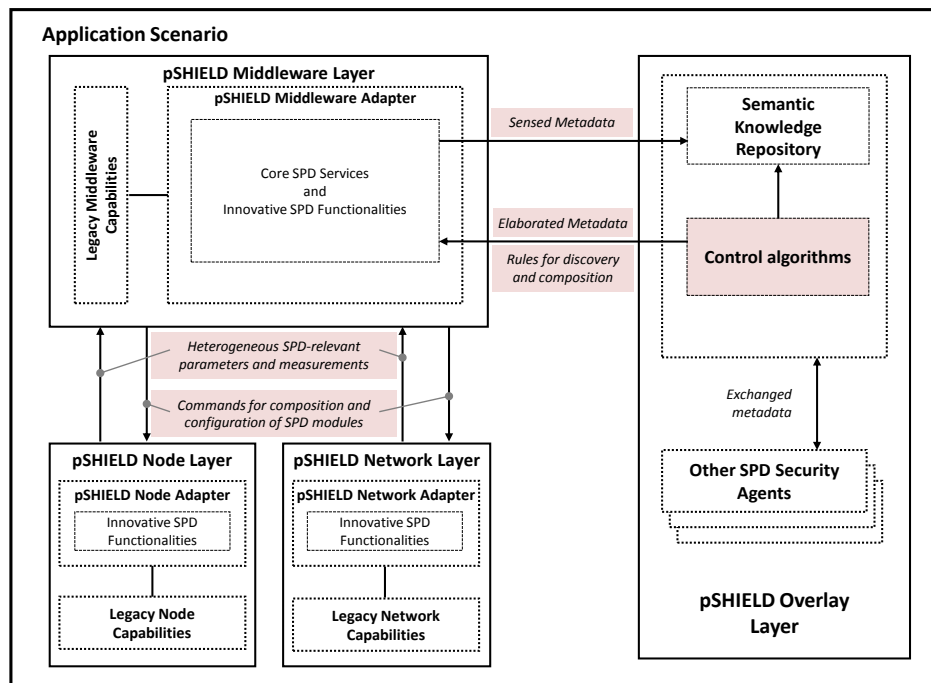 Application Scenario
pSHIELD Middleware Layer
pSHIELD Middleware Adapter
Legacy Middleware
Capabilities
Core SPD Services
and
Innovative SPD Functionalities
Sensed Metadata
Elaborated Metadata
Rules for discovery
and composition
Semantic
Knowledge
Repository
Control algorithms
Heterogeneous SPD-relevant
parameters and measurements
Commands for composition and
configuration of SPD modules
Exchanged
metadata
pSHIELD Node Layer
pSHIELD Node Adapter
Innovative SPD
Functionalities
Legacy Node
Capabilities
pSHIELD Network Layer
pSHIELD Network Adapter
Innovative SPD
Functionalities
Legacy Network
Capabilities
Other SPD Security
Agents
pSHIELD Overlay
Layer